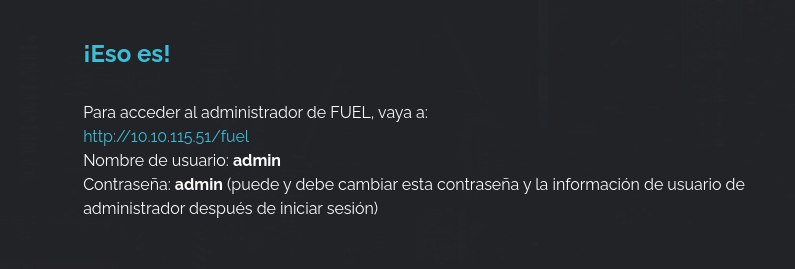 ¡Eso es!
Para acceder al administrador de FUEL, vaya a:
http://10.10.115.51/fuel
Nombre de usuario: admin
Contraseña: admin (puede y debe cambiar esta contraseña y la información de usuario de
administrador después de iniciar sesión)